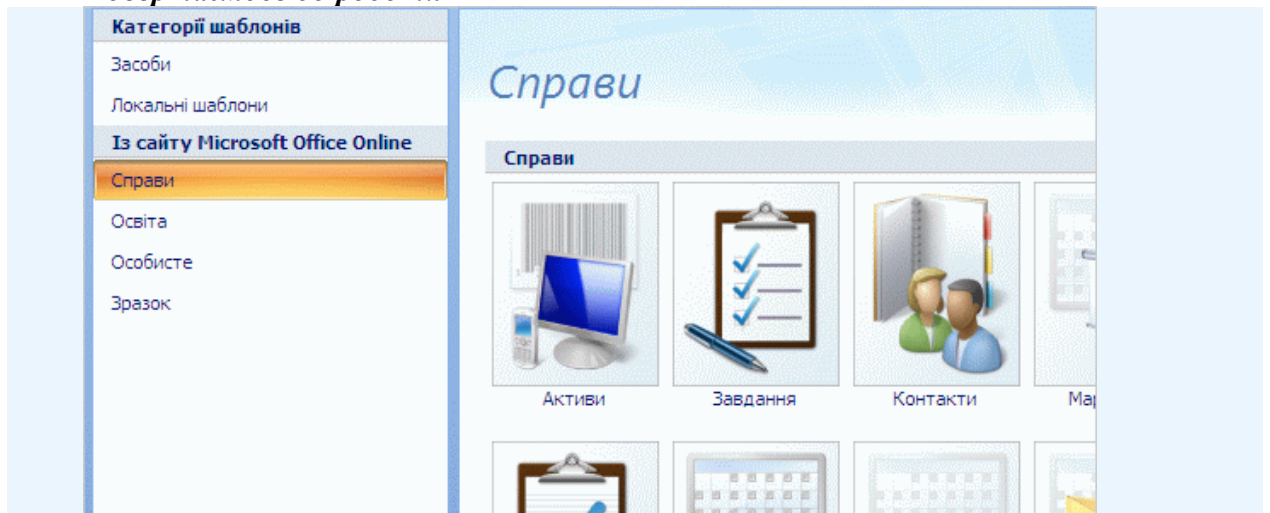 Категорії шаблонів
Засоби
Локальні шаблони
Із сайту Microsoft Office Online
Справи
Освіта
Особисте
Зразок
Справи
Справи
Активи
Завдання
Контакти